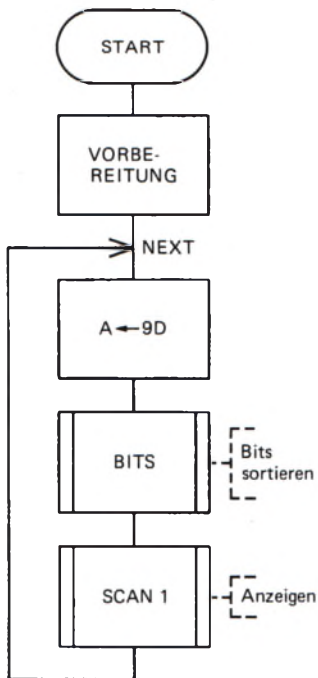 START
VORBE-
REITUNG
NEXT
A ← 9D
BITS
Bits
sortieren
SCAN 1
Anzeigen